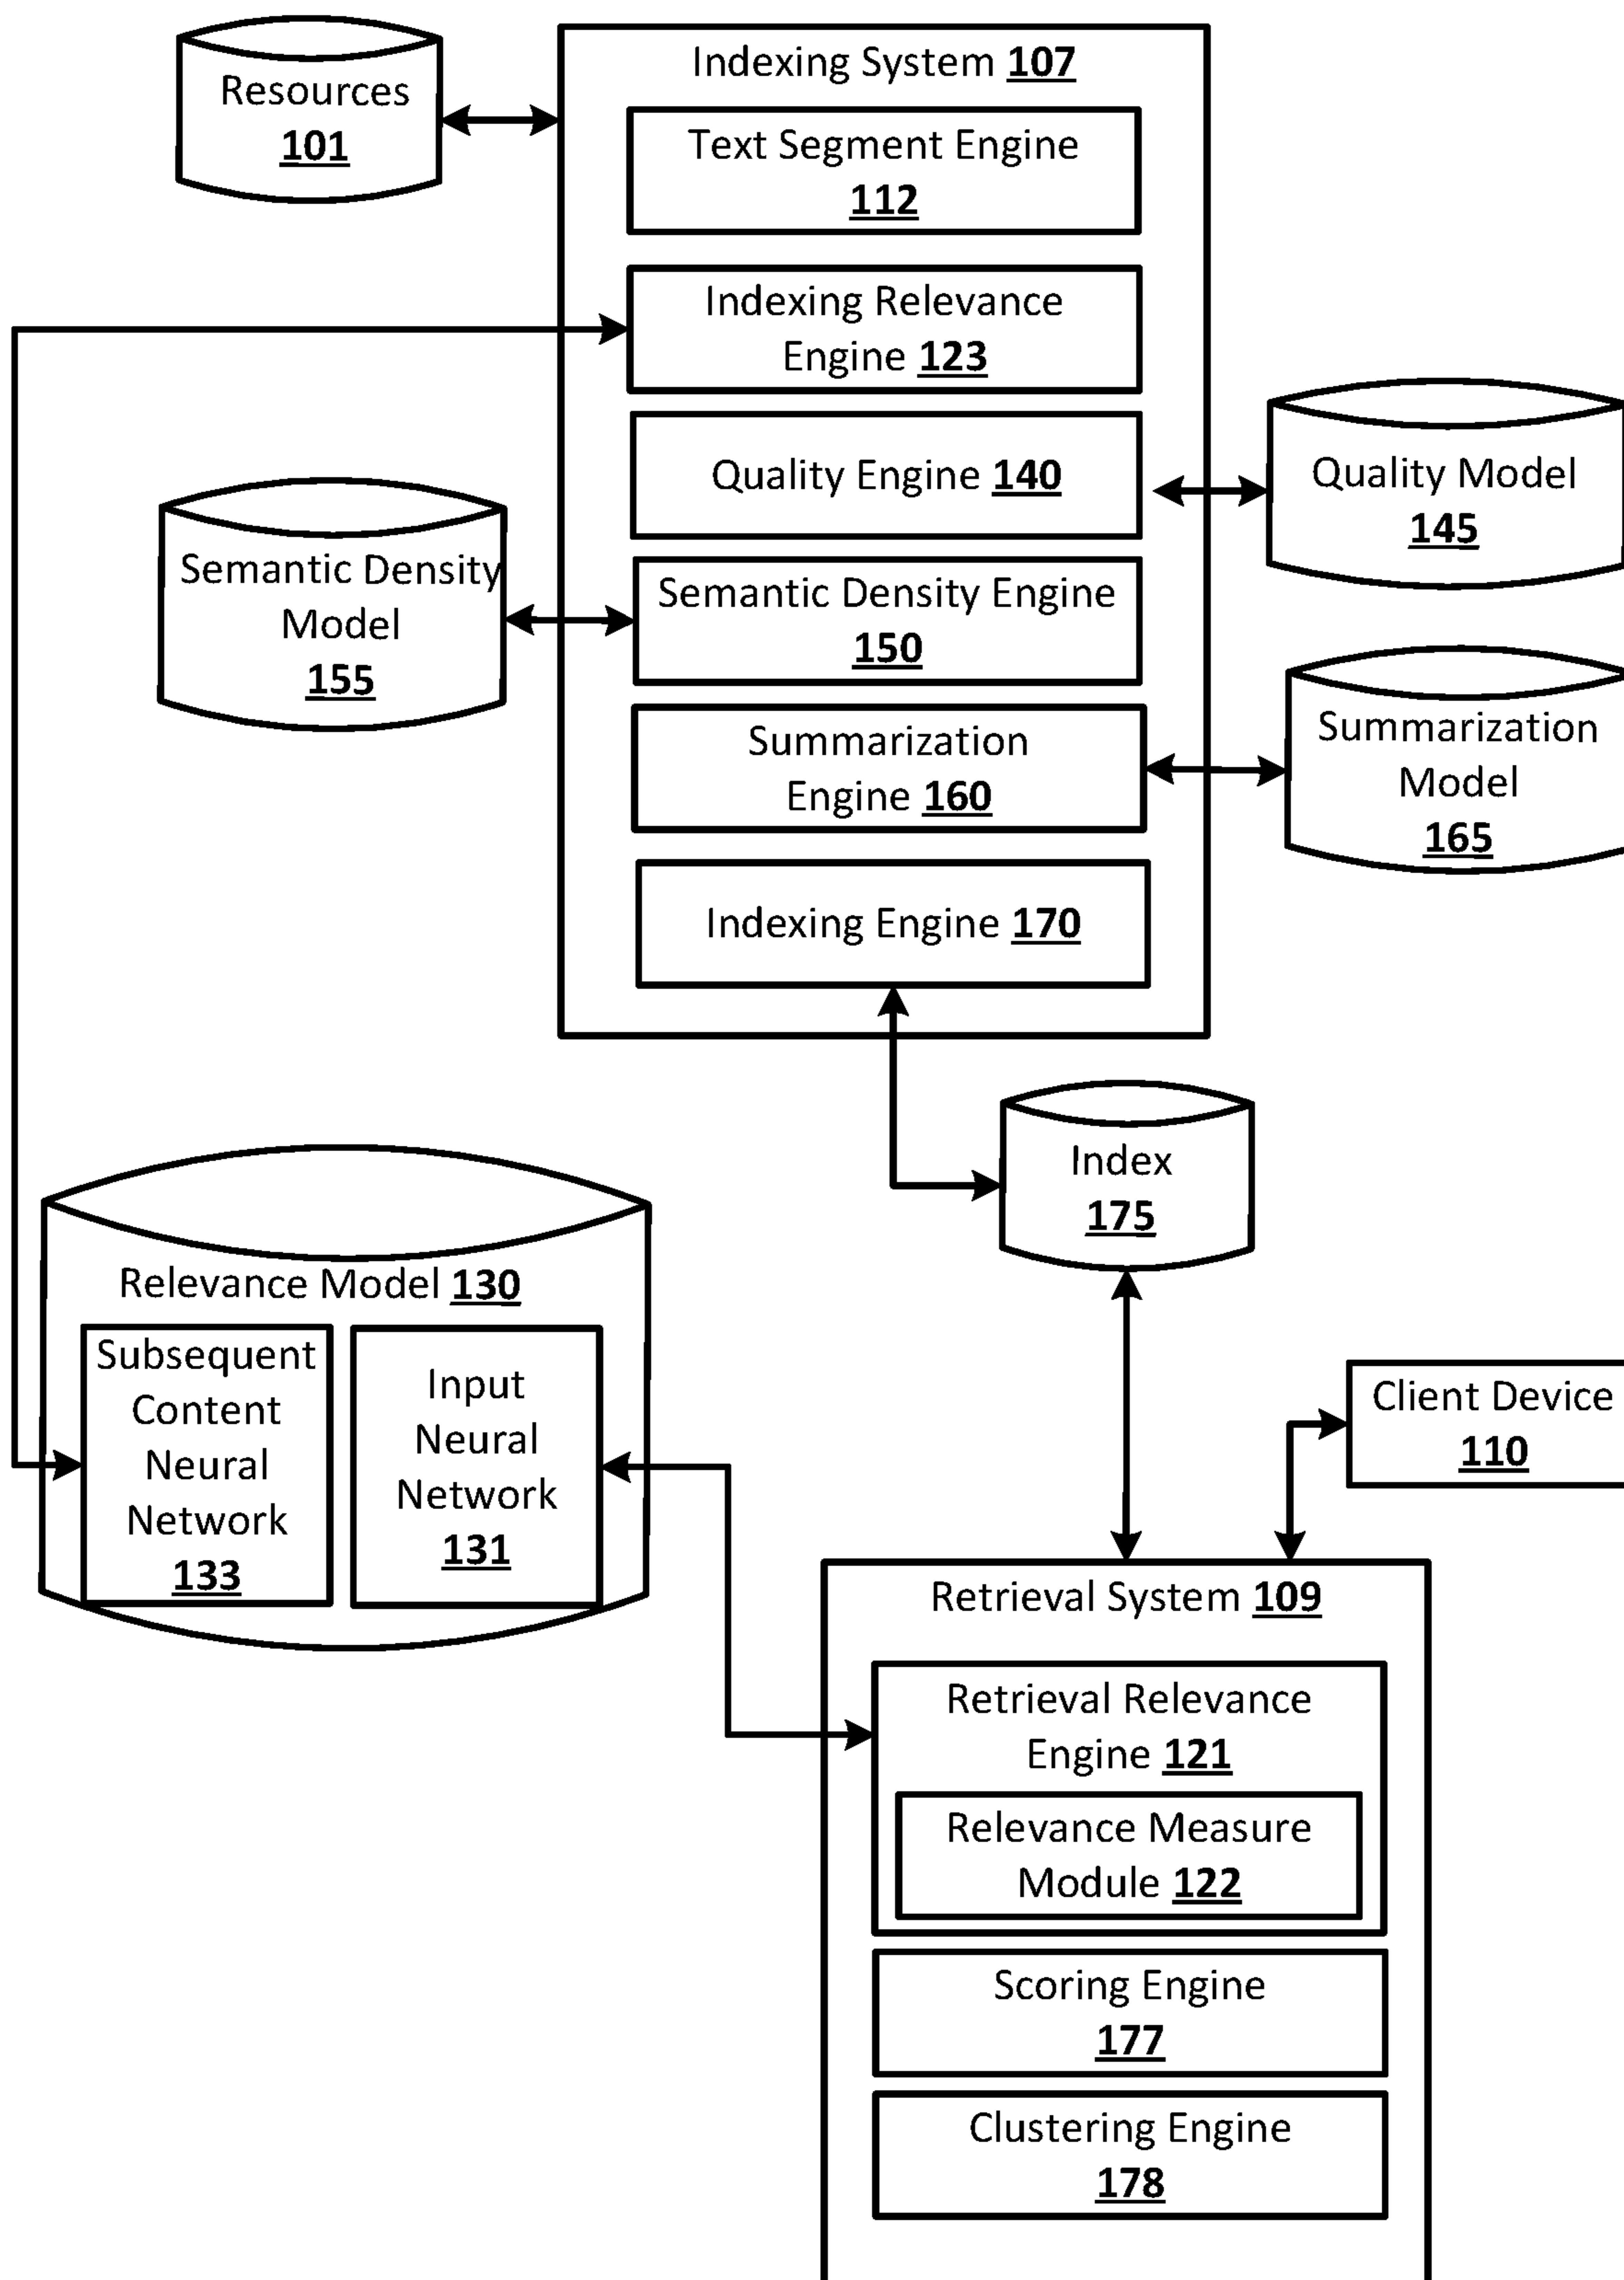 Resources
101
Indexing System 107
Text Segment Engine
112
Indexing Relevance
Engine 123
Quality Engine 140
Quality Model
145
Semantic Density
Model
155
Semantic Density Engine
150
Summarization
Engine 160
Summarization
Model
165
Indexing Engine 170
Index
175
Relevance Model 130
Subsequent
Content
Neural
Network
133
Input
Neural
Network
131
Client Device
110
Retrieval System 109
Retrieval Relevance
Engine 121
Relevance Measure
Module 122
Scoring Engine
177
Clustering Engine
178